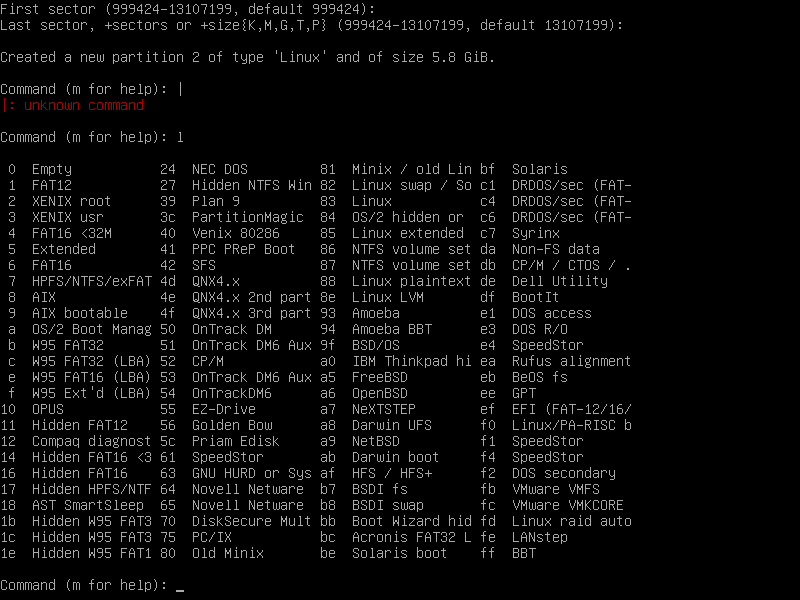 First sector (999424-13107199, default 999424):
Last sector, +sectors or +size{K,M,G,T,P} (999424-13107199, default 13107199):
Created a new partition 2 of type 'Linux' and of size 5.8 GiB.
Command (m for help): |
|: unknown command
Command (m for help): l
0 Empty 24 NEC DOS 81 Minix / old Lin bf Solaris
1 FAT12 27 Hidden NTFS Win 82 Linux swap / So c1 DRDOS/sec (FAT-
2 XENIX root 39 Plan 9 83 Linux c4 DRDOS/sec (FAT-
3 XENIX usr 3c PartitionMagic 84 OS/2 hidden or c6 DRDOS/sec (FAT-
4 FAT16 <32M 40 Venix 80286 85 Linux extended c7 Syrinx
5 Extended 41 PPC PReP Boot 86 NTFS volume set da Non-FS data
6 FAT16 42 SFS 87 NTFS volume set db CP/M / CTOS / .
7 HPFS/NTFS/exFAT 4d QNX4.x 88 Linux plaintext de Dell Utility
8 AIX 4e QNX4.x 2nd part 8e Linux LVM df BootIt
9 AIX bootable 4f QNX4.x 3rd part 93 Amoeba e1 DOS access
a OS/2 Boot Manag 50 OnTrack DM 94 Amoeba BBT e3 DOS R/O
b W95 FAT32 51 OnTrack DM6 Aux 9f BSD/OS e4 SpeedStor
c W95 FAT32 (LBA) 52 CP/M a0 IBM Thinkpad hi ea Rufus alignment
e W95 FAT16 (LBA) 53 OnTrack DM6 Aux a5 FreeBSD eb BeOS fs
f W95 Ext'd (LBA) 54 OnTrackDM6 a6 OpenBSD ee GPT
10 OPUS 55 EZ-Drive a7 NeXTSTEP ef EFI (FAT-12/16/
11 Hidden FAT12 56 Golden Bow a8 Darwin UFS f0 Linux/PA-RISC b
12 Compaq diagnost 5c Priam Edisk a9 NetBSD f1 SpeedStor
14 Hidden FAT16 <3 61 SpeedStor ab Darwin boot f4 SpeedStor
16 Hidden FAT16 63 GNU HURD or Sys af HFS / HFS+ f2 DOS secondary
17 Hidden HPFS/NTF 64 Novell Netware b7 BSDI fs fb VMware VMFS
18 AST SmartSleep 65 Novell Netware b8 BSDI swap fc VMware VMKCORE
1b Hidden W95 FAT3 70 DiskSecure Mult bb Boot Wizard hid fd Linux raid auto
1c Hidden W95 FAT3 75 PC/IX bc Acronis FAT32 L fe LANstep
1e Hidden W95 FAT1 80 Old Minix be Solaris boot ff BBT
Command (m for help): _